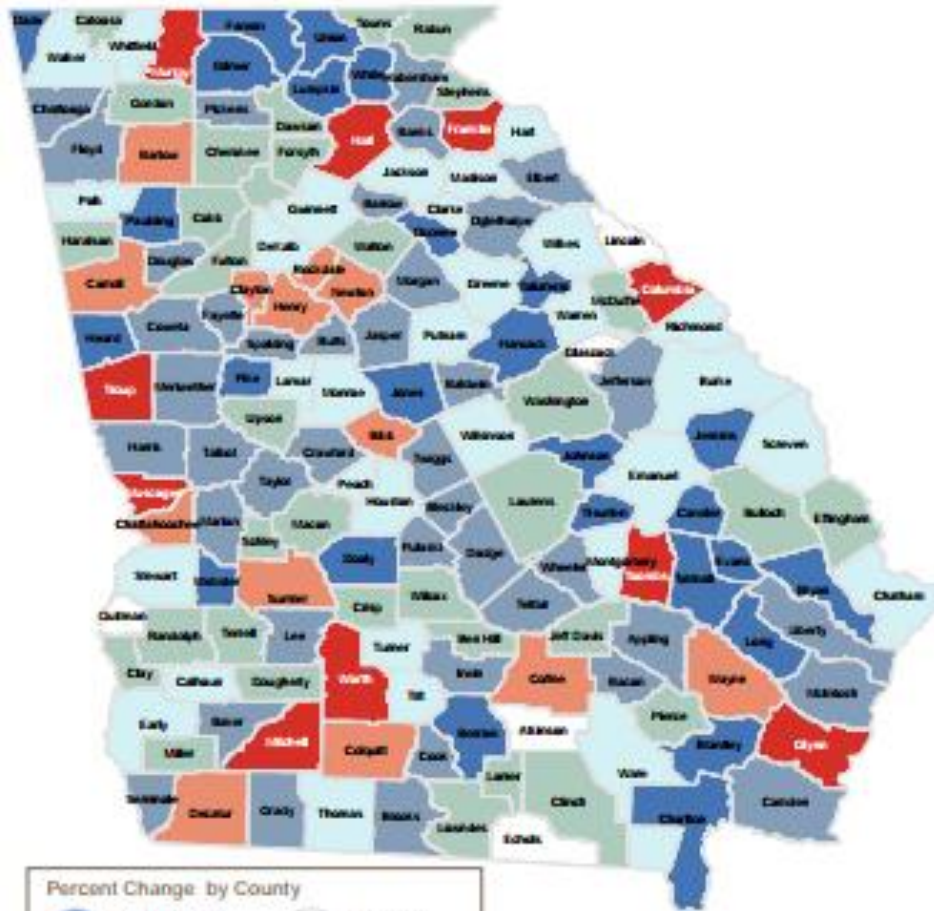 Dade Catoosa Fannin Towns Rabun
Walker Whitfield Murray Union
Gilmer Lumpkin White Habersham
Chattooga Gordon Pickens Stephens
Dawson Hall Banks Franklin Hart
Floyd Bartow Cherokee Forsyth
Jackson Madison Elbert
Polk Paulding Cobb Gwinnett Barrow Clarke Oglethorpe
Haralson Douglas Fulton DeKalb Walton Oconee Wilkes Lincoln
Carroll Clayton Rockdale Newton Morgan Greene Taliaferro McDuffie Columbia
Henry Warren Richmond
Heard Coweta Fayette Spalding Butts Jasper Putnam Hancock Glascock
Troup Meriwether Pike Lamar Monroe Jones Baldwin Washington Jefferson Burke
Upson Bibb Wilkinson Jenkins Screven
Harris Talbot Crawford Twiggs Johnson
Muscogee Taylor Peach Emanuel
Chattahoochee Marion Macon Houston Bleckley Laurens Treutlen Candler Bulloch Effingham
Schley Dooly Pulaski Dodge
Stewart Webster Sumter Wheeler Montgomery Toombs Tattnall Evans Bryan Chatham
Quitman Crisp Wilcox Telfair
Randolph Terrell Lee Turner Ben Hill Jeff Davis Appling Long Liberty
Clay Calhoun Dougherty Worth Tift Irwin Coffee Bacon Wayne McIntosh
Early Baker Mitchell Berrien Atkinson Pierce Glynn
Miller Colquitt Cook Ware Brantley
Seminole Decatur Grady Thomas Brooks Lanier Clinch Charlton Camden
Lowndes Echols
Percent Change by County